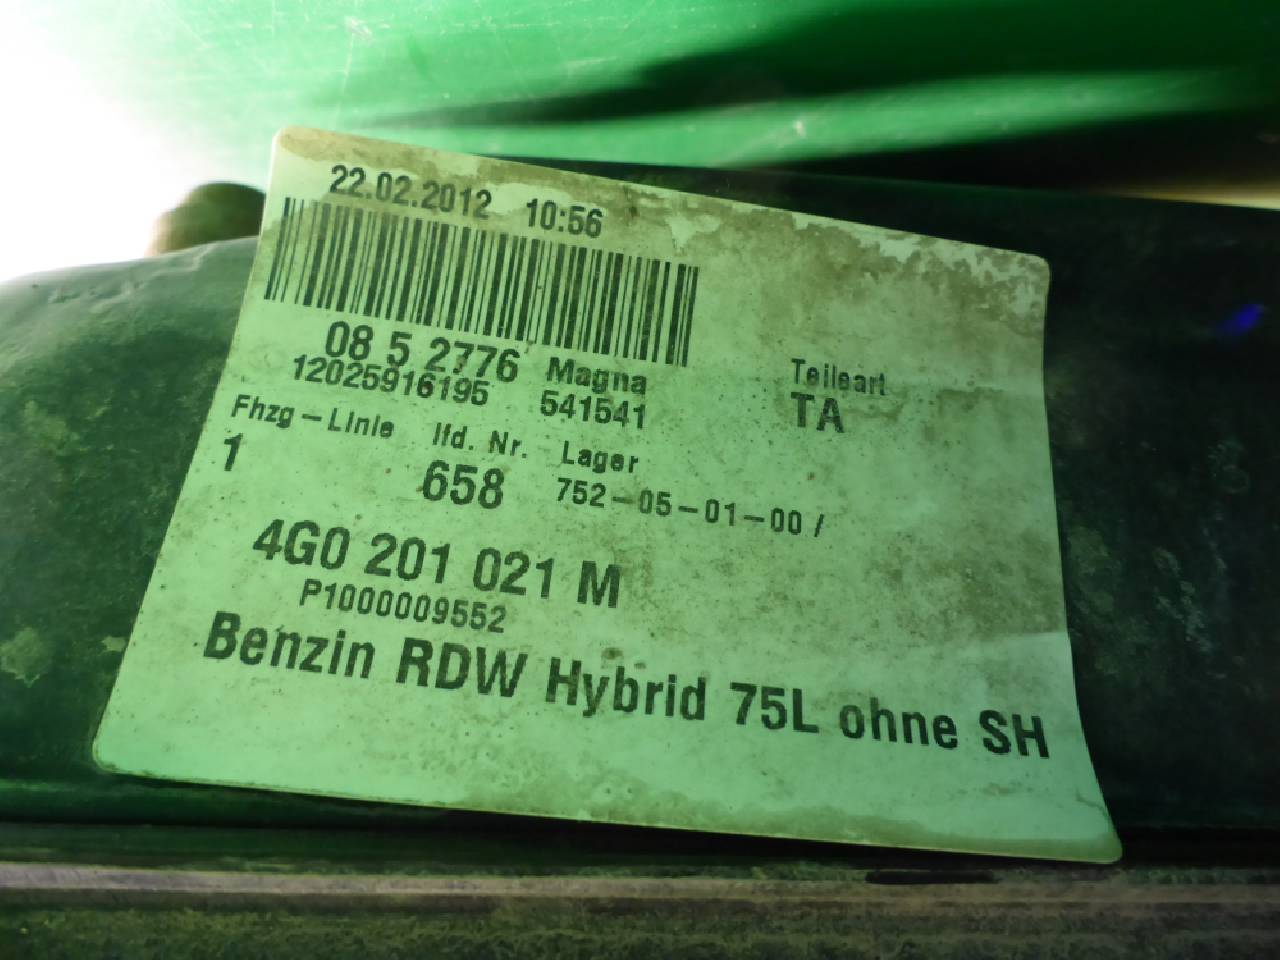 22.02.2012 10:56
08 5 2776 Magna
12025916195 541541
Teileart
TA
Fhzg-Linie lfd. Nr. Lager
1 658 752-05-01-00 /
4G0 201 021 M
P1000009552
Benzin RDW Hybrid 75L ohne SH